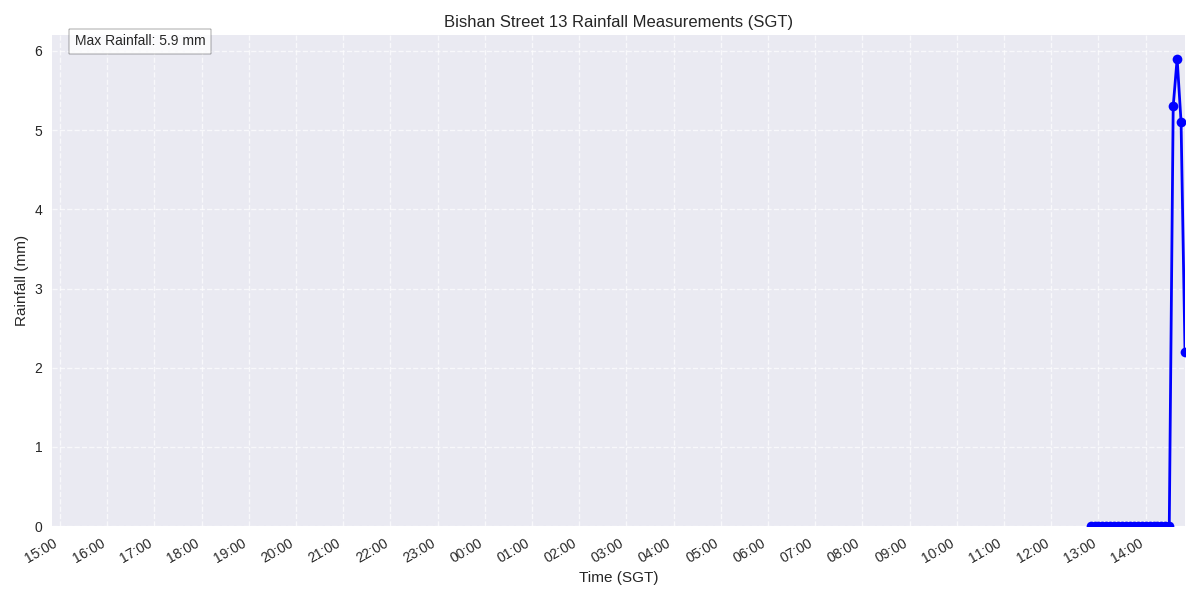 Bishan Street 13 Rainfall Measurements (SGT)
Max Rainfall: 5.9 mm
6
5
4
3
2
1
0
Rainfall (mm)
15:00 16:00 17:00 18:00 19:00 20:00 21:00 22:00 23:00 00:00 01:00 02:00 03:00 04:00 05:00 06:00 07:00 08:00 09:00 10:00 11:00 12:00 13:00 14:00
Time (SGT)